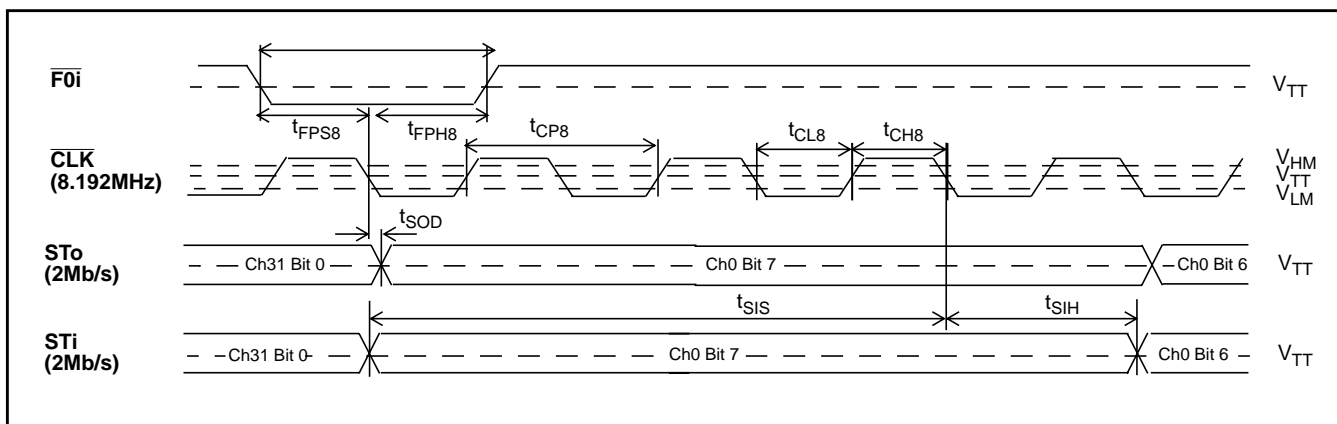 F0i
V_TT
t_FPS8
t_FPH8
t_CP8
t_CL8
t_CH8
CLK
(8.192MHz)
V_HM
V_TT
V_LM
t_SOD
STo
(2Mb/s)
Ch31 Bit 0
Ch0 Bit 7
Ch0 Bit 6
V_TT
t_SIS
t_SIH
STi
(2Mb/s)
Ch31 Bit 0
Ch0 Bit 7
Ch0 Bit 6
V_TT